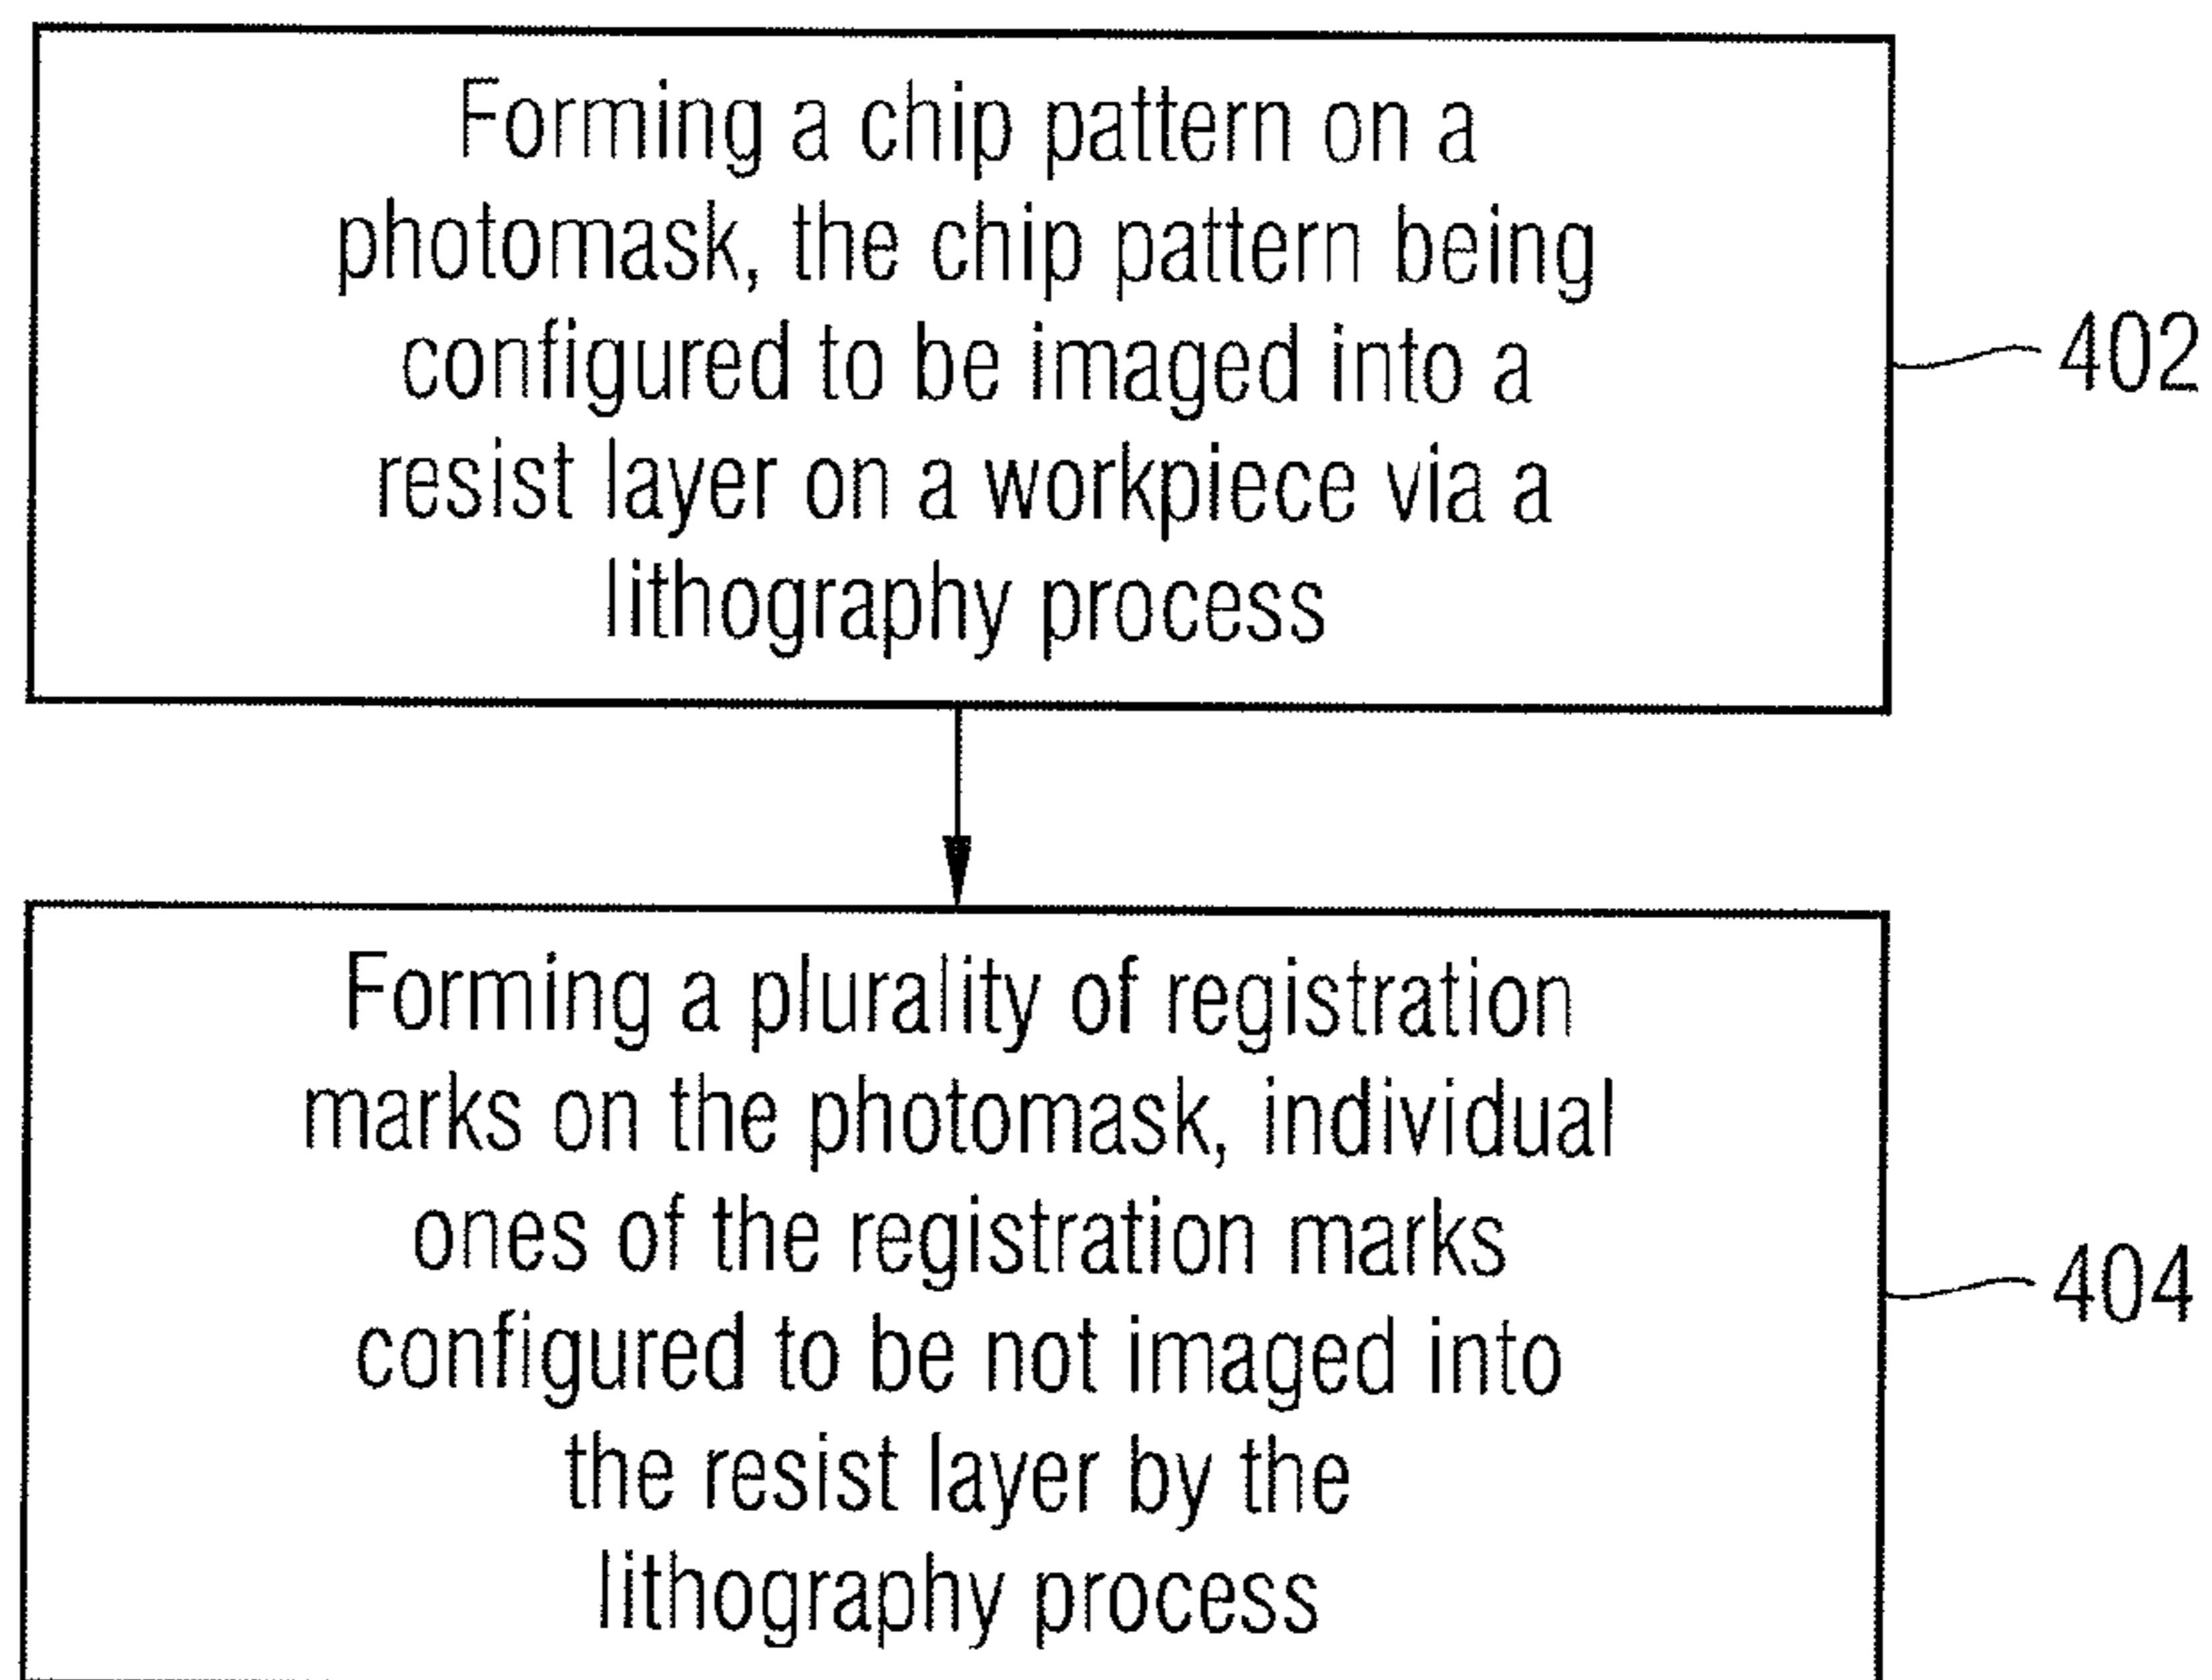 Forming a chip pattern on a
photomask, the chip pattern being
configured to be imaged into a
resist layer on a workpiece via a
lithography process
402
Forming a plurality of registration
marks on the photomask, individual
ones of the registration marks
configured to be not imaged into
the resist layer by the
lithography process
404